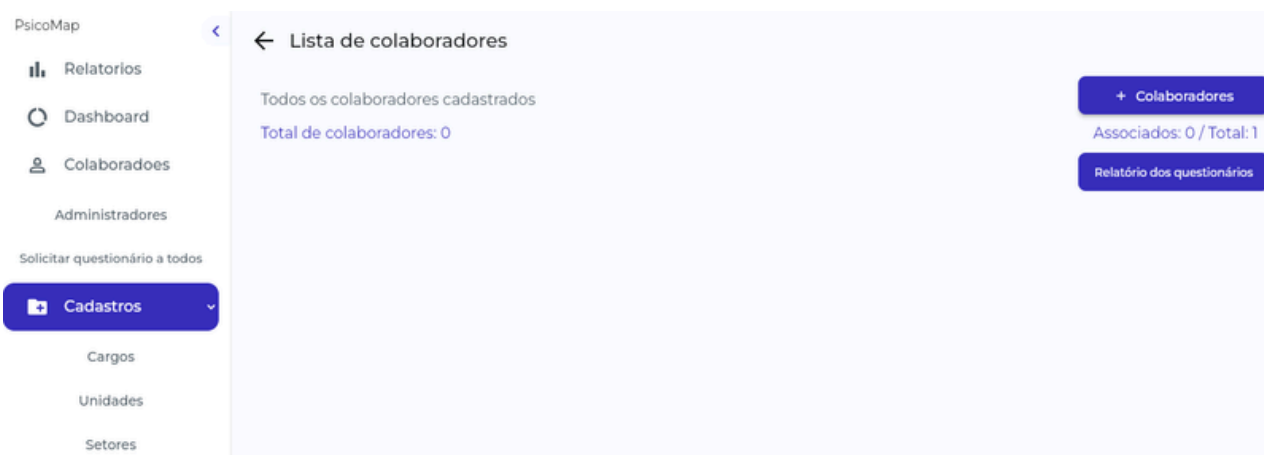 PsicoMap
Relatorios
Dashboard
Colaboradoes
Administradores
Solicitar questionário a todos
Cadastros
Cargos
Unidades
Setores
Lista de colaboradores
Todos os colaboradores cadastrados
Total de colaboradores: 0
+ Colaboradores
Associados: 0 / Total: 1
Relatório dos questionários